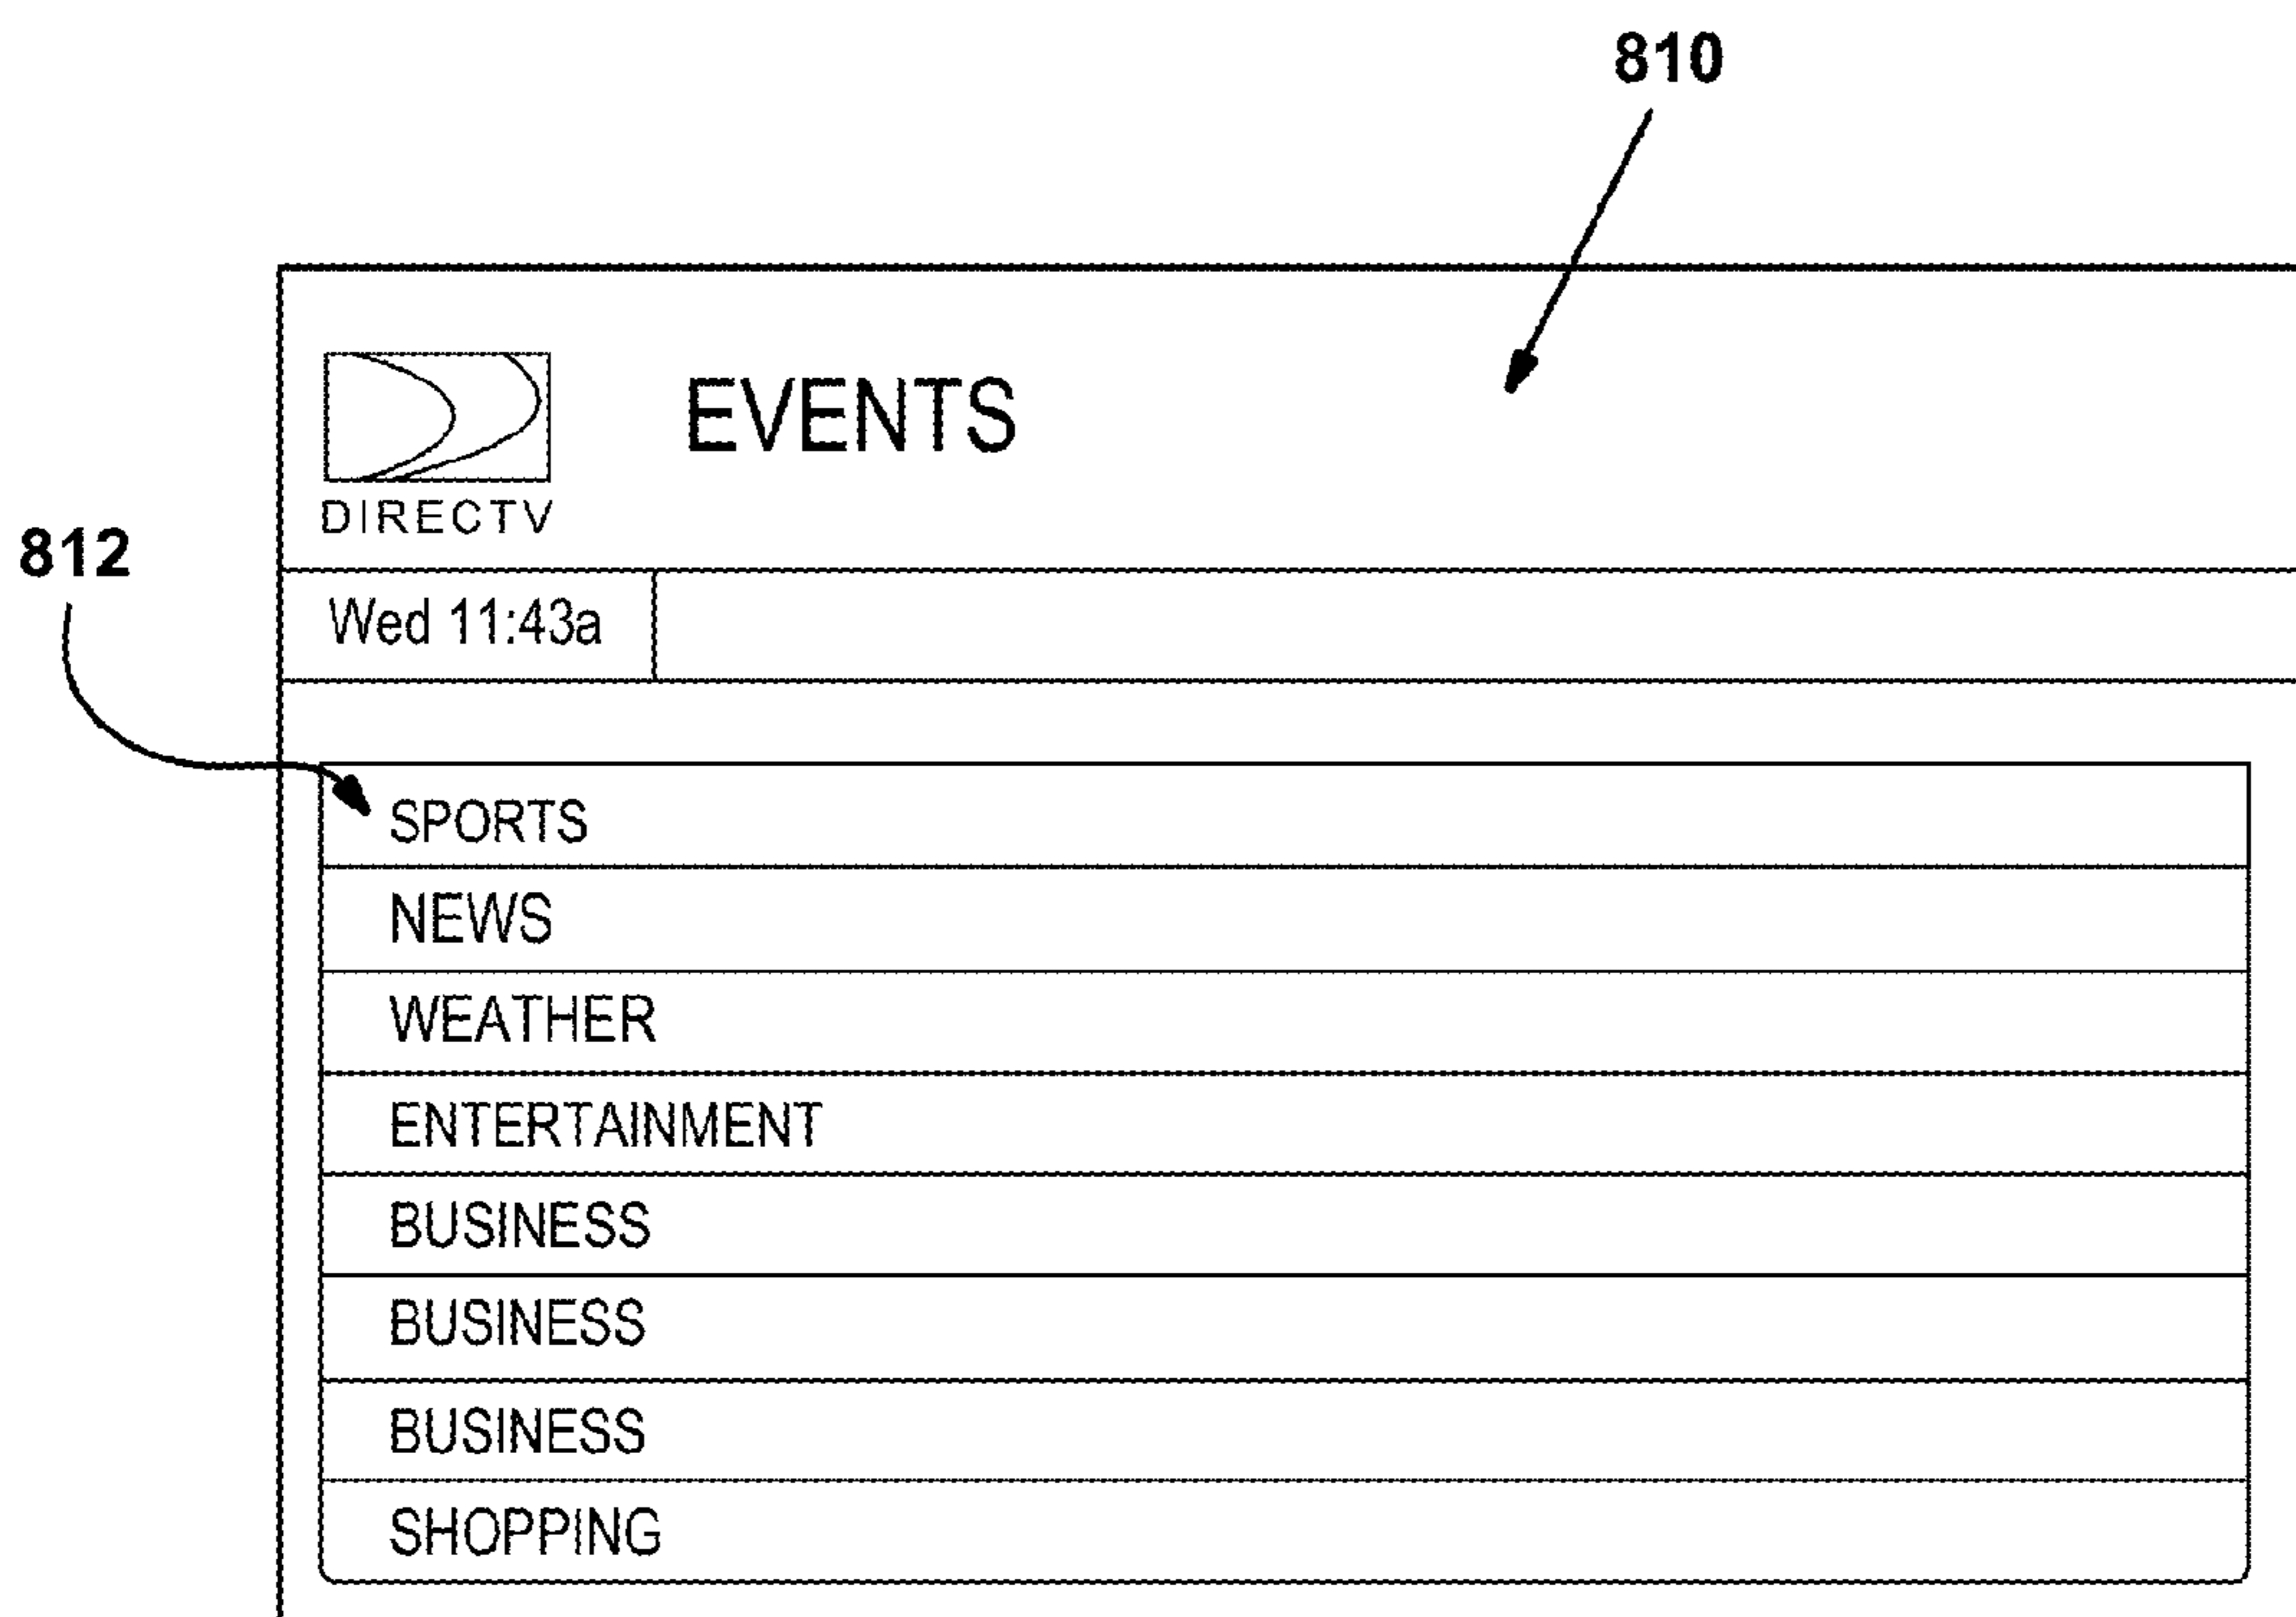 810
EVENTS
DIRECTV
812
Wed 11:43a
SPORTS
NEWS
WEATHER
ENTERTAINMENT
BUSINESS
BUSINESS
BUSINESS
SHOPPING